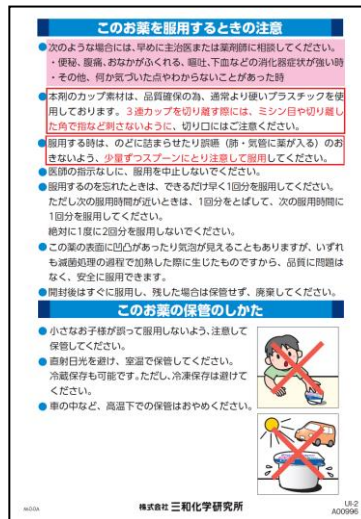 このお薬を服用するときの注意
●次のような場合には、早めに主治医または薬剤師に相談してください。
・便秘、腹痛、おなかがふくれる、嘔吐、下血などの消化器症状が強い時
・その他、何か気づいた点やわからないことがあった時
●本剤のカップ素材は、品質確保の為、通常より硬いプラスチックを使
用しております。３連カップを切り離す際には、ミシン目や切り離し
た角で指など刺さないように、切り口にはご注意ください。
●服用する時は、のどに詰まらせたり誤嚥（肺・気管に薬が入る）のお
きないよう、少量ずつスプーンにとり注意して服用してください。
●医師の指示なしに、服用を中止しないでください。
●服用するのを忘れたときは、できるだけ早く1回分を服用してください。
ただし次の服用時間が近いときは、1回分をとばして、次の服用時間に
1回分を服用してください。
絶対に1度に2回分を服用しないでください。
●この薬の表面に凹凸があったり気泡が見えることもありますが、いずれ
も滅菌処理の過程で加熱した際に生じたものですから、品質に問題は
なく、安全に服用できます。
●開封後はすぐに服用し、残した場合は保管せず、廃棄してください。
このお薬の保管のしかた
●小さなお子様が誤って服用しないよう、注意して
保管してください。
●直射日光を避け、室温で保管してください。
冷蔵保存も可能です。ただし、冷凍保存は避けて
ください。
●車の中など、高温下での保管はおやめください。
株式会社 三和化学研究所
UI-2
A00996